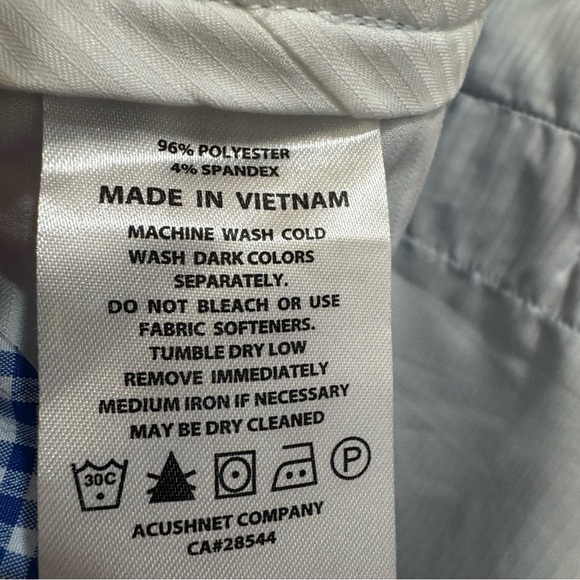 96% POLYESTER
4% SPANDEX
MADE IN VIETNAM
MACHINE WASH COLD
WASH DARK COLORS
SEPARATELY.
DO NOT BLEACH OR USE
FABRIC SOFTENERS.
TUMBLE DRY LOW
REMOVE IMMEDIATELY
MEDIUM IRON IF NECESSARY
MAY BE DRY CLEANED
30C P
ACUSHNET COMPANY
CA#28544